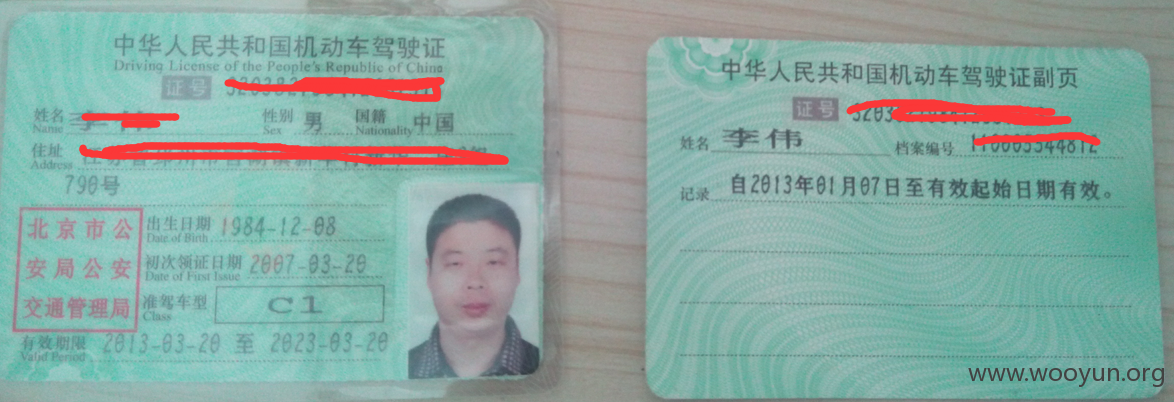 中华人民共和国机动车驾驶证
Driving License of the People's Republic of China
证号
姓名 Name 性别 Sex 男 国籍 Nationality 中国
住址 Address
790号
北京市公
安局公安
交通管理局
出生日期 Date of Birth 1984-12-08
初次领证日期 Date of First Issue 2007-03-20
准驾车型 Class C1
有效期限 Valid Period 2013-03-20 至 2023-03-20
中华人民共和国机动车驾驶证副页
证号
姓名 李伟 档案编号
记录 自2013年01月07日至有效起始日期有效。
www.wooyun.org